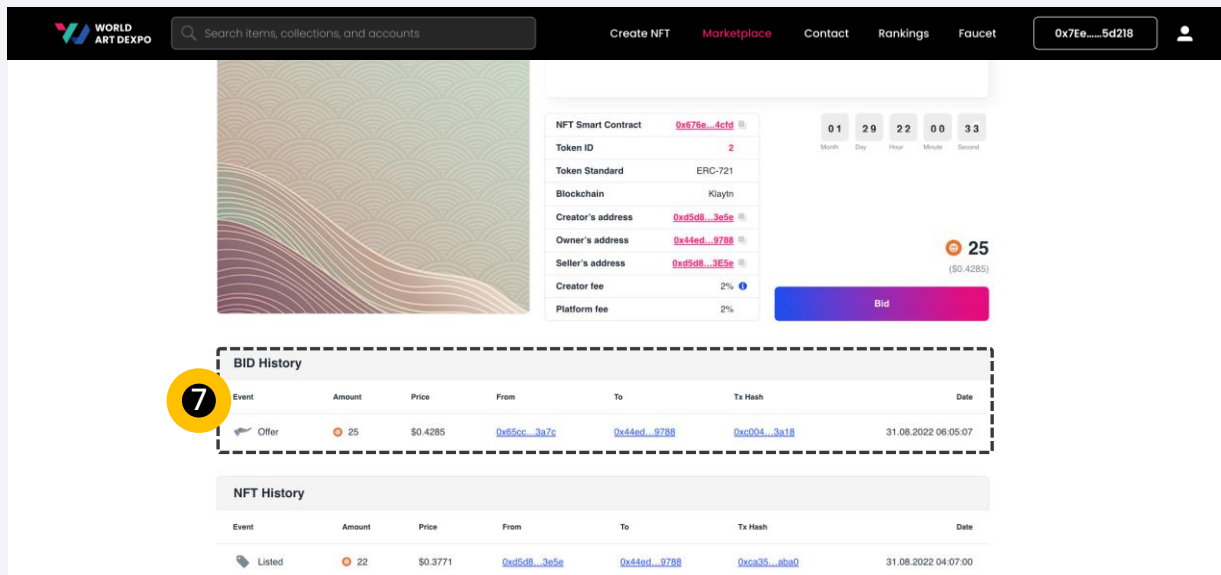 WORLD
ART DEXPO
Search items, collections, and accounts
Create NFT Marketplace Contact Rankings Faucet 0x7Ee......5d218
NFT Smart Contract 0x676e...4cfd
Token ID 2
Token Standard ERC-721
Blockchain Klaytn
Creator's address 0xd5d8...3e5e
Owner's address 0x44ed...9788
Seller's address 0xd5d8...3E5e
Creator fee 2%
Platform fee 2%
01 29 22 00 33
Month Day Hour Minute Second
25
($0.4285)
Bid
7
BID History
Event Amount Price From To Tx Hash Date
Offer 25 $0.4285 0x65cc...3a7c 0x44ed...9788 0xc004...3a18 31.08.2022 06:05:07
NFT History
Event Amount Price From To Tx Hash Date
Listed 22 $0.3771 0xd5d8...3e5e 0x44ed...9788 0xca35...aba0 31.08.2022 04:07:00